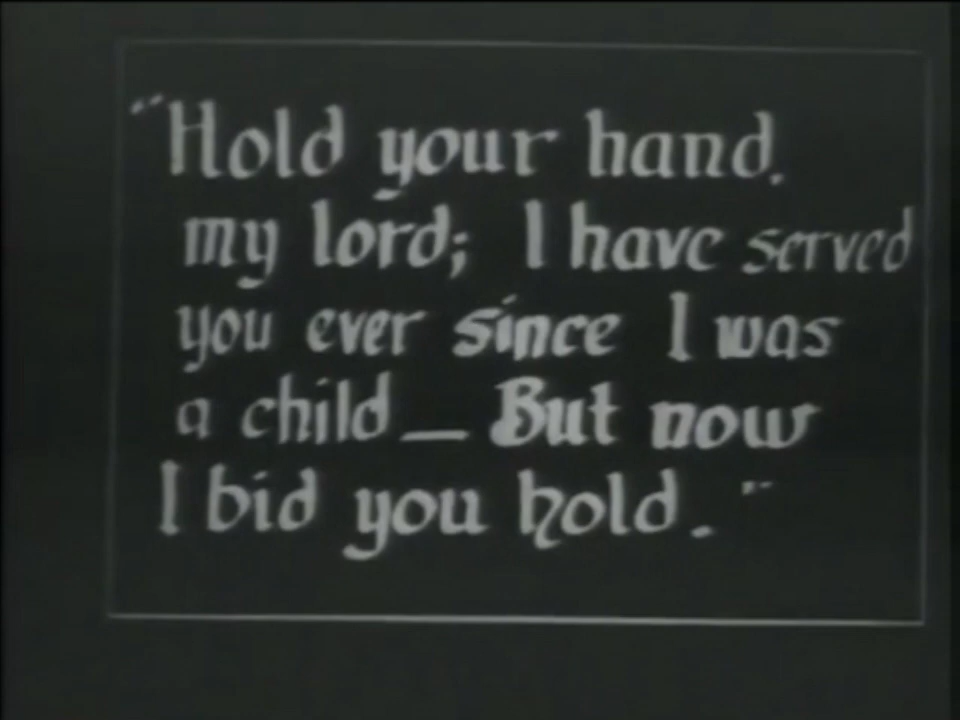 "Hold your hand,
my lord; I have served
you ever since I was
a child — But now
I bid you hold."